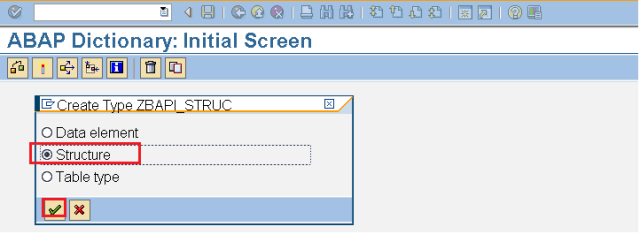 ABAP Dictionary: Initial Screen
Create Type ZBAPI_STRUC
Data element
Structure
Table type